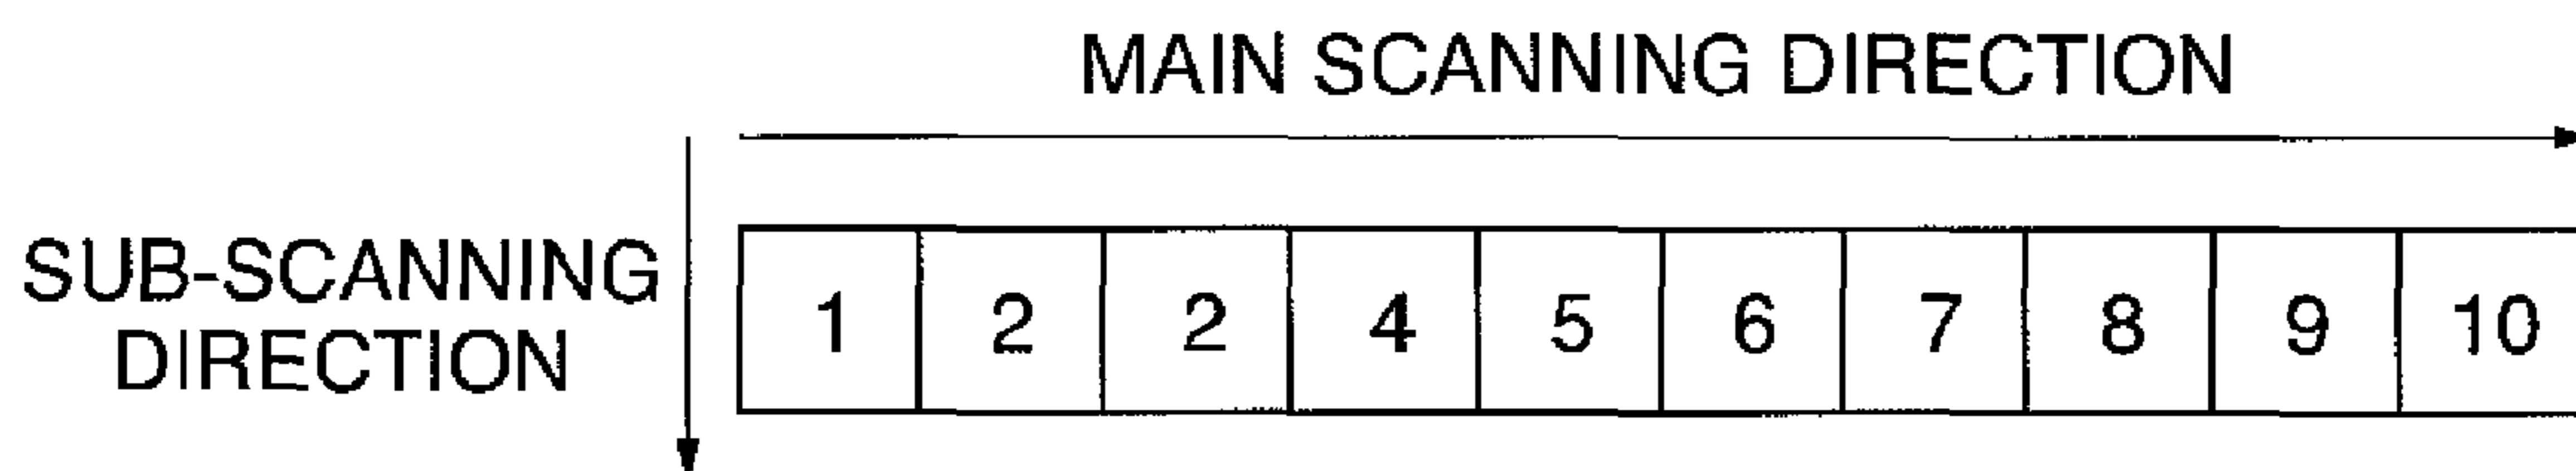 MAIN SCANNING DIRECTION
SUB-SCANNING
DIRECTION
1 2 2 4 5 6 7 8 9 10